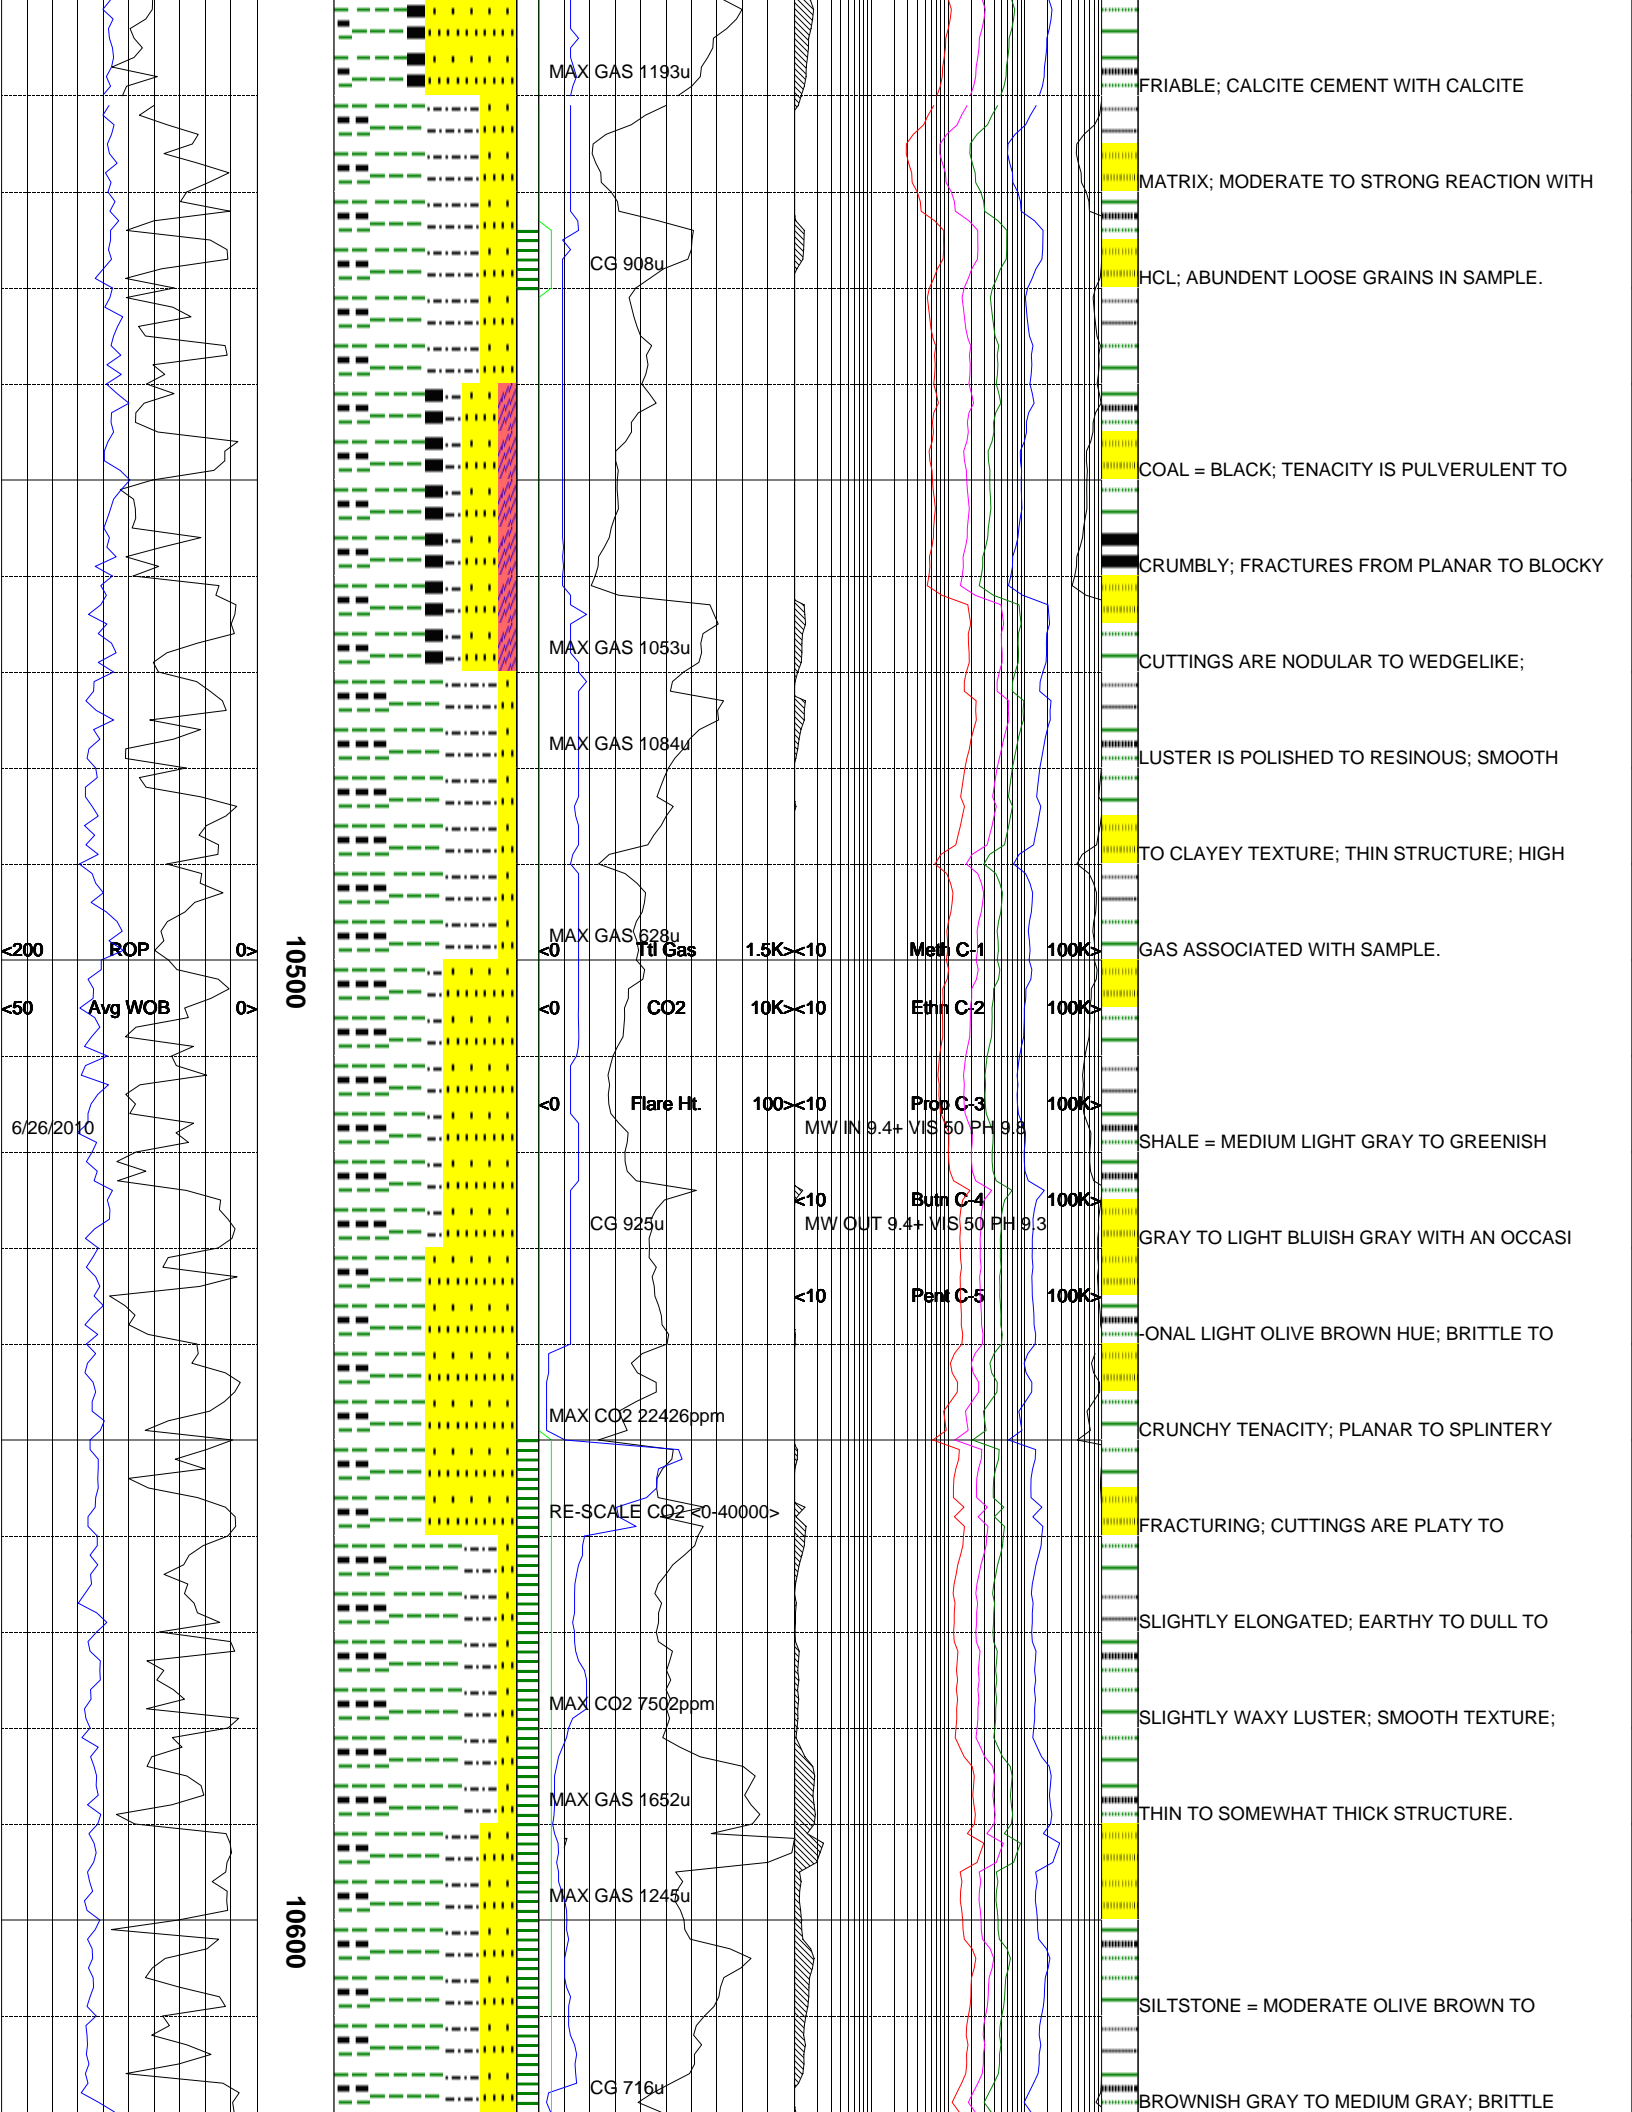 MAX GAS 1193u
FRIABLE; CALCITE CEMENT WITH CALCITE
MATRIX; MODERATE TO STRONG REACTION WITH
CG 908u
HCL; ABUNDENT LOOSE GRAINS IN SAMPLE.
COAL = BLACK; TENACITY IS PULVERULENT TO
CRUMBLY; FRACTURES FROM PLANAR TO BLOCKY
MAX GAS 1053u
CUTTINGS ARE NODULAR TO WEDGELIKE;
MAX GAS 1084u
LUSTER IS POLISHED TO RESINOUS; SMOOTH
TO CLAYEY TEXTURE; THIN STRUCTURE; HIGH
MAX GAS 628u
<200 ROP 0> <0 Ttl Gas 1.5K> <10 Meth C-1 100K> GAS ASSOCIATED WITH SAMPLE.
10500
<50 Avg WOB 0> <0 CO2 10K> <10 Ethn C-2 100K>
<0 Flare Ht. 100> <10 Prop C-3 100K>
6/26/2010 MW IN 9.4+ VIS 50 PH 9.8
SHALE = MEDIUM LIGHT GRAY TO GREENISH
<10 Butn C-4 100K>
CG 925u MW OUT 9.4+ VIS 50 PH 9.3
GRAY TO LIGHT BLUISH GRAY WITH AN OCCASI
<10 Pent C-5 100K>
-ONAL LIGHT OLIVE BROWN HUE; BRITTLE TO
MAX CO2 22426ppm
CRUNCHY TENACITY; PLANAR TO SPLINTERY
RE-SCALE CO2 <0-40000>
FRACTURING; CUTTINGS ARE PLATY TO
SLIGHTLY ELONGATED; EARTHY TO DULL TO
MAX CO2 7502ppm
SLIGHTLY WAXY LUSTER; SMOOTH TEXTURE;
MAX GAS 1652u
THIN TO SOMEWHAT THICK STRUCTURE.
MAX GAS 1245u
10600
SILTSTONE = MODERATE OLIVE BROWN TO
CG 716u
BROWNISH GRAY TO MEDIUM GRAY; BRITTLE